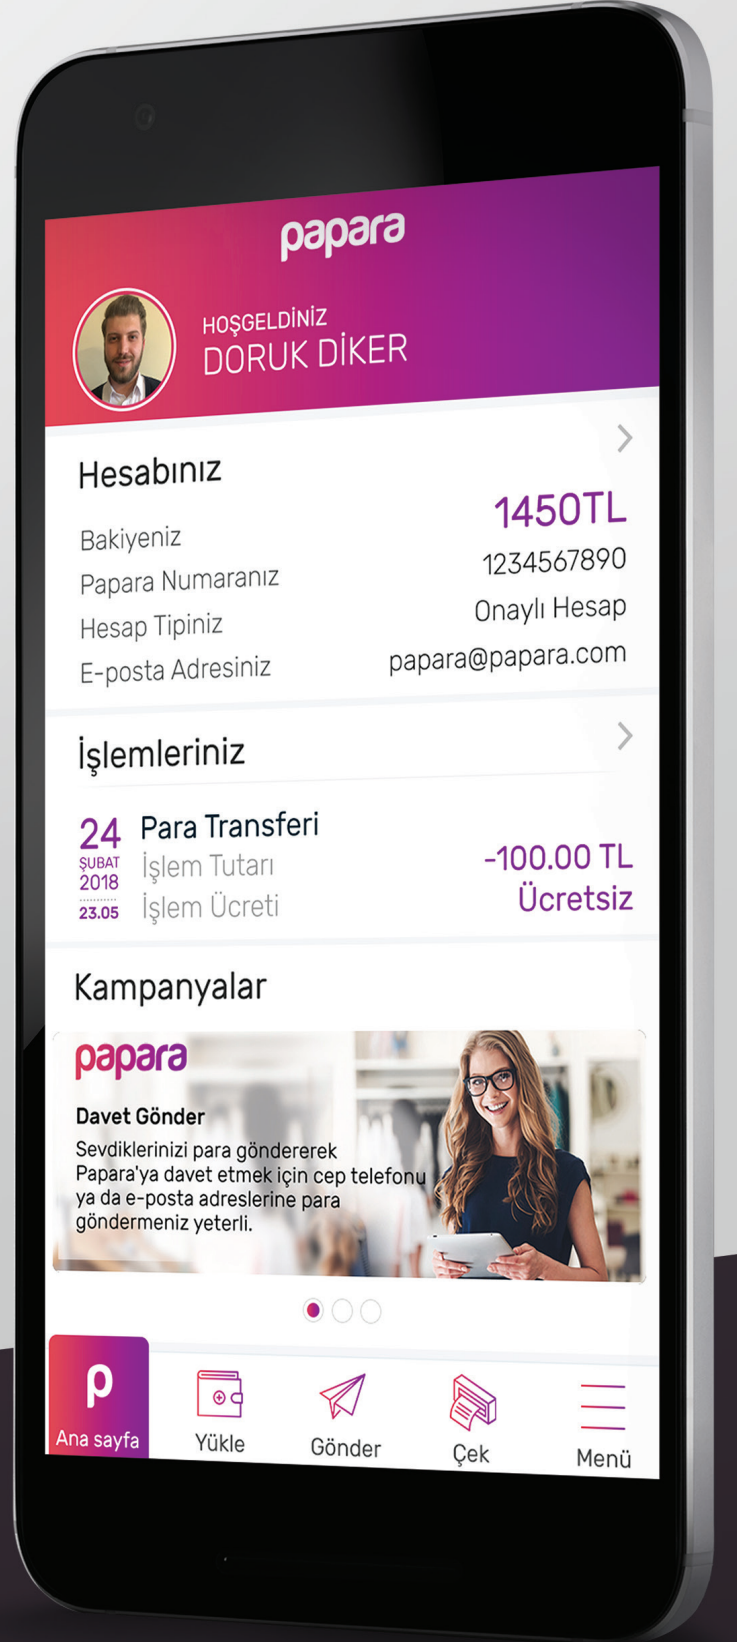 papara
HOŞGELDİNİZ
DORUK DİKER
Hesabınız
Bakiyeniz 1450TL
Papara Numaranız 1234567890
Hesap Tipiniz Onaylı Hesap
E-posta Adresiniz papara@papara.com
İşlemleriniz
24 ŞUBAT 2018 23.05
Para Transferi
İşlem Tutarı -100.00 TL
İşlem Ücreti Ücretsiz
Kampanyalar
papara
Davet Gönder
Sevdiklerinizi para göndererek
Papara'ya davet etmek için cep telefonu
ya da e-posta adreslerine para
göndermeniz yeterli.
p
Ana sayfa Yükle Gönder Çek Menü